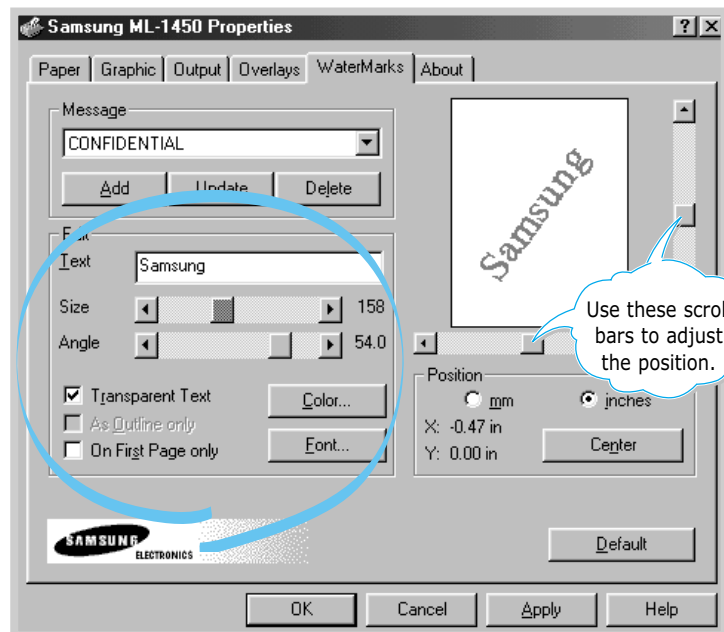 Samsung ML-1450 Properties
Paper Graphic Output Overlays WaterMarks About
Message
CONFIDENTIAL
Add Update Delete
Edit
Text Samsung
Size 158
Angle 54.0
Transparent Text
Color...
As Outline only
On First Page only
Font...
SAMSUNG
ELECTRONICS
Samsung
Use these scrol
bars to adjust
the position.
Position
mm inches
X: -0.47 in
Y: 0.00 in
Center
Default
OK Cancel Apply Help